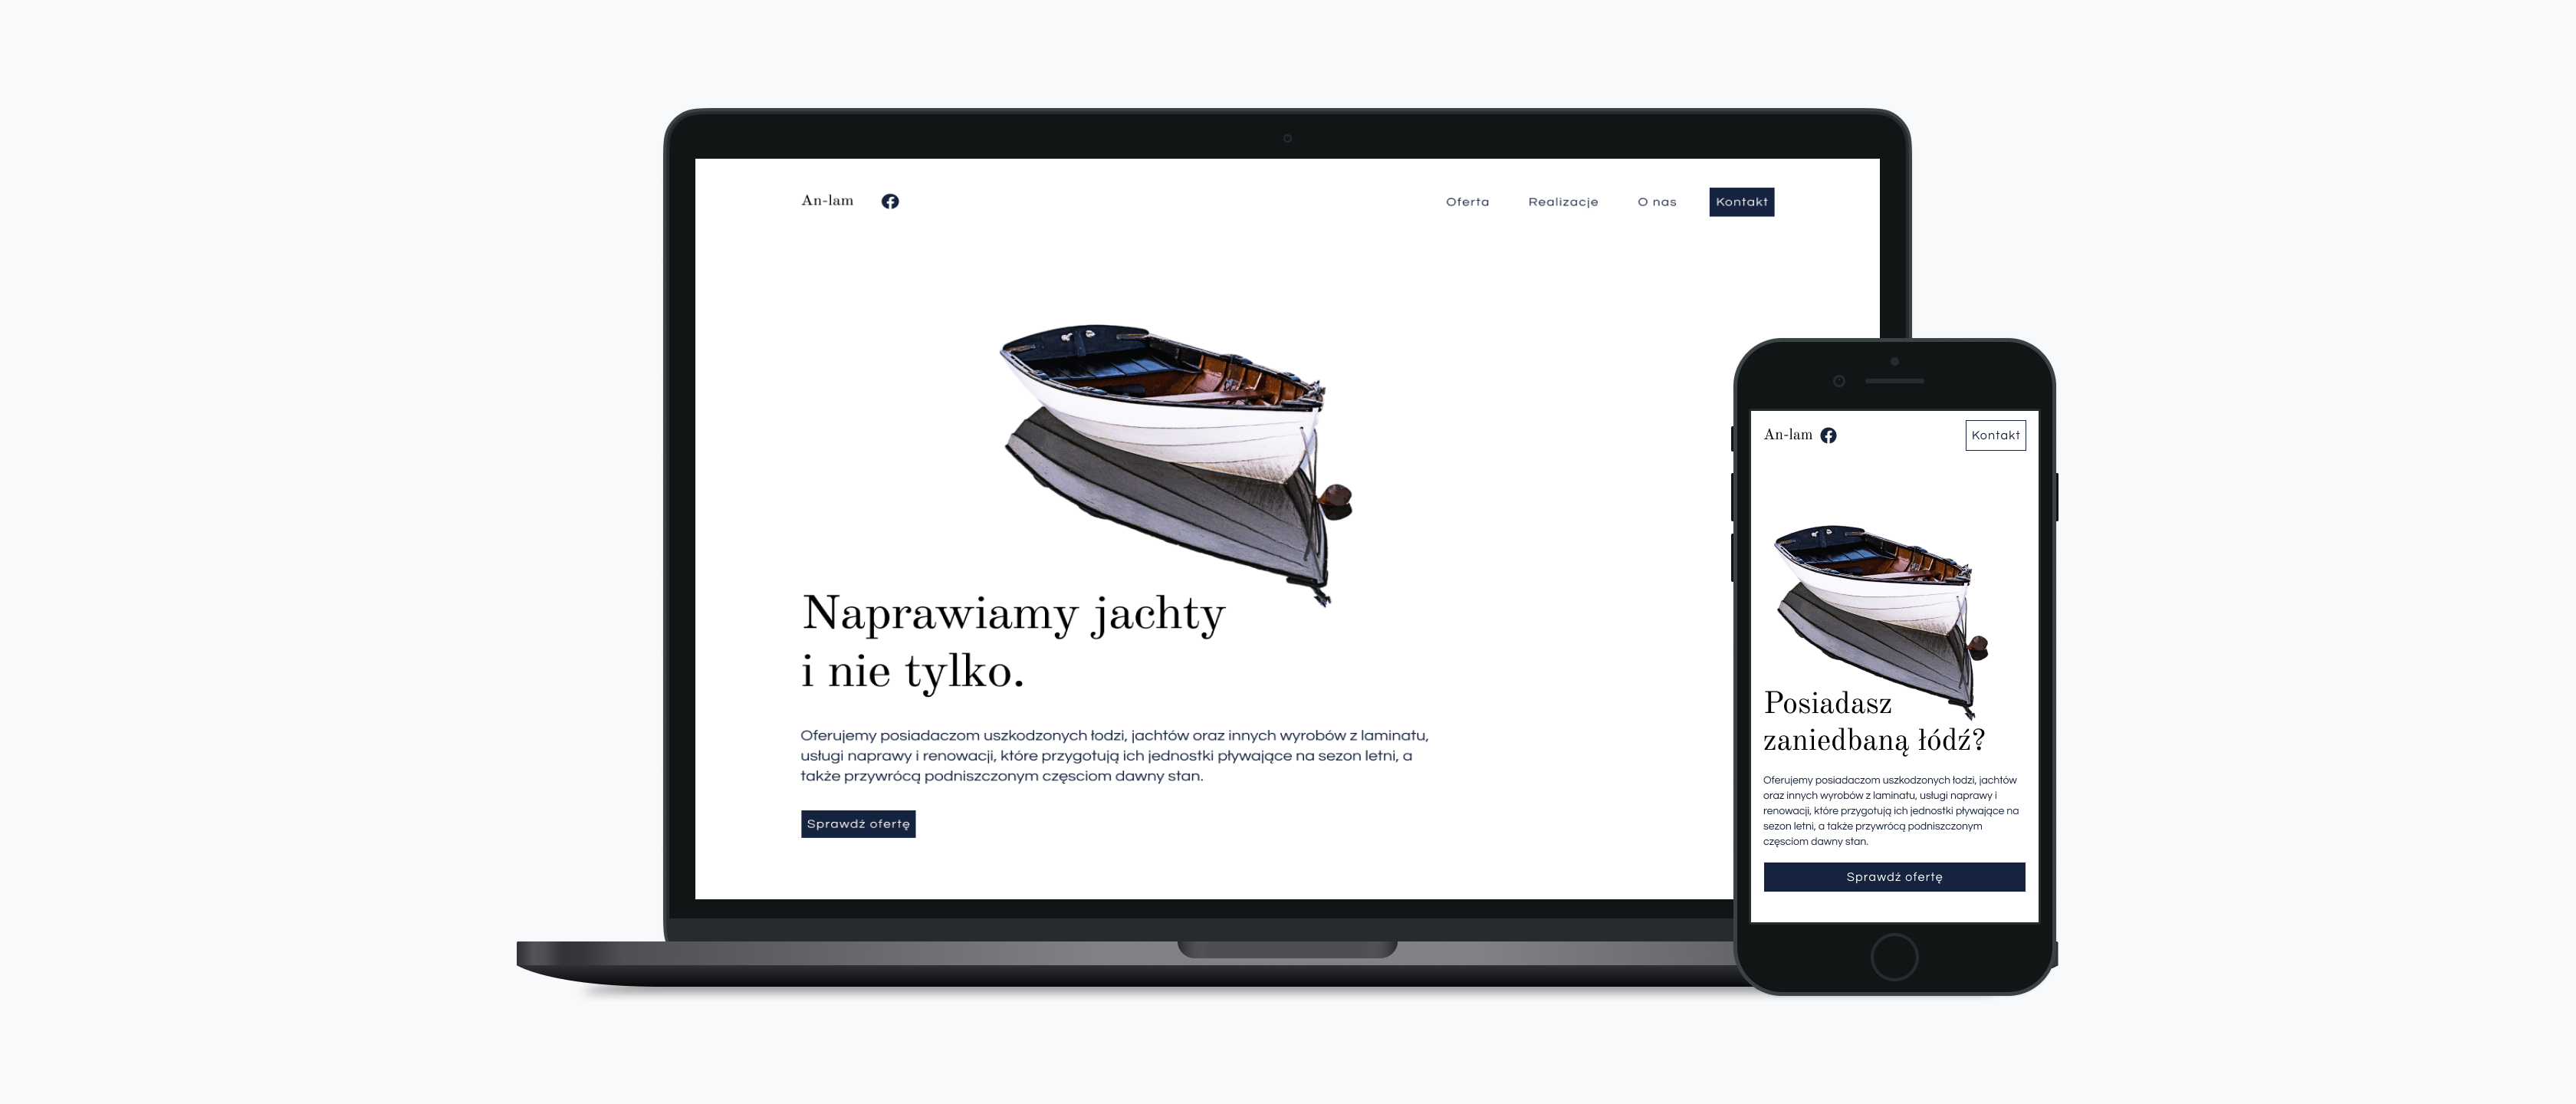 An-lam
Oferta Realizacje O nas Kontakt
Naprawiamy jachty
i nie tylko.
Oferujemy posiadaczom uszkodzonych łodzi, jachtów oraz innych wyrobów z laminatu,
usługi naprawy i renowacji, które przygotują ich jednostki pływające na sezon letni, a
także przywrócą podniszczonym częsciom dawny stan.
Sprawdź ofertę
An-lam
Kontakt
Posiadasz
zaniedbaną łódź?
Oferujemy posiadaczom uszkodzonych łodzi, jachtów
oraz innych wyrobów z laminatu, usługi naprawy i
renowacji, które przygotują ich jednostki pływające na
sezon letni, a także przywrócą podniszczonym
częsciom dawny stan.
Sprawdź ofertę